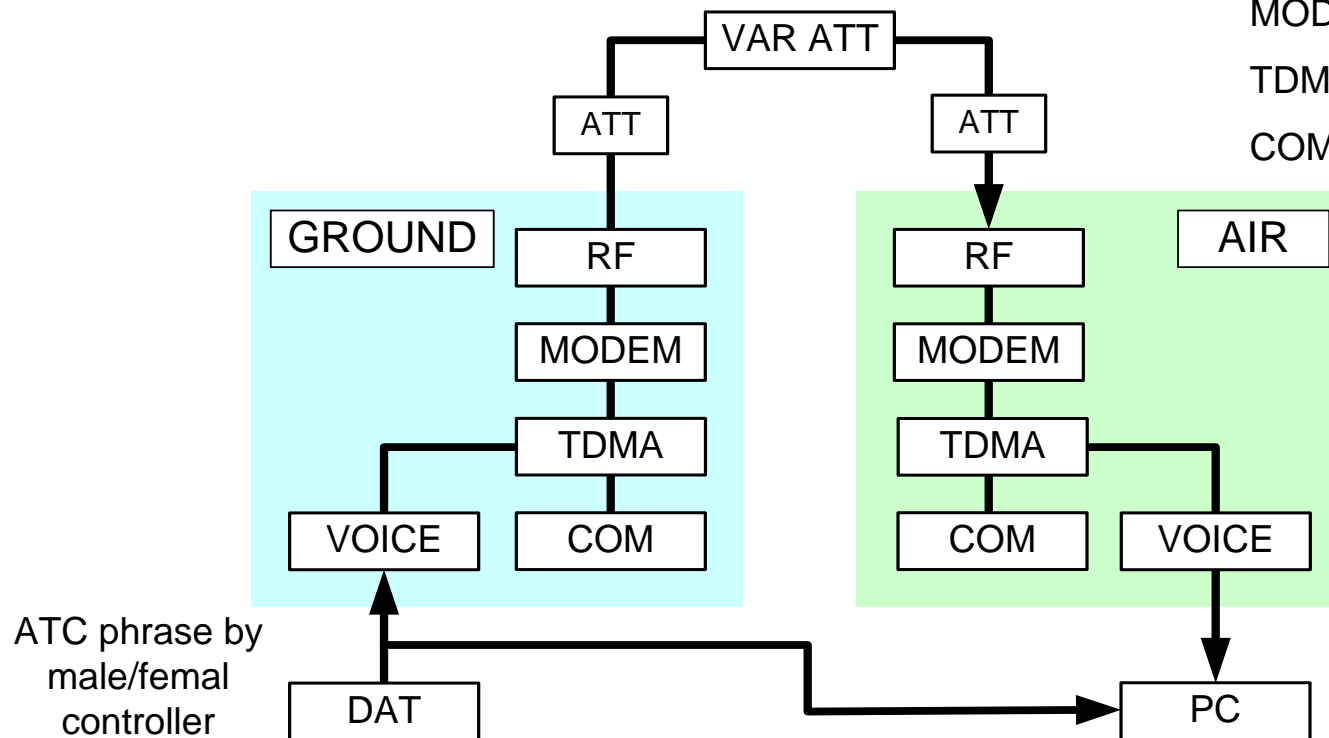 VAR ATT
ATT
ATT
GROUND
AIR
RF
RF
MODEM
MODEM
TDMA
TDMA
VOICE
COM
COM
VOICE
ATC phrase by
male/femal
controller
DAT
PC